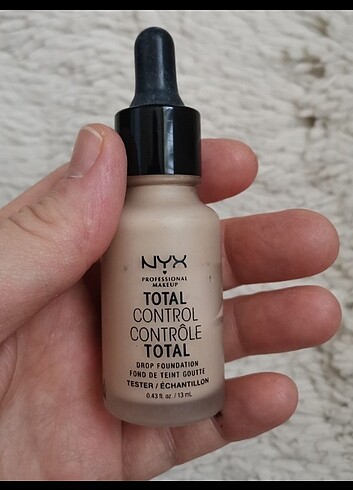 NYX
PROFESSIONAL
MAKEUP
TOTAL
CONTROL
CONTRÔLE
TOTAL
DROP FOUNDATION
FOND DE TEINT GOUTTE
TESTER / ÉCHANTILLON
0.43 fl. oz. / 13 mL